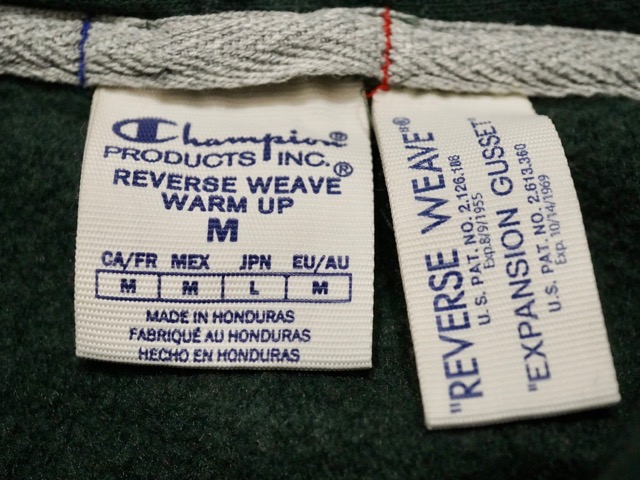 Champion®
PRODUCTS INC.®
REVERSE WEAVE
WARM UP
M
CA/FR MEX JPN EU/AU
M M L M
MADE IN HONDURAS
FABRIQUÉ AU HONDURAS
HECHO EN HONDURAS
"REVERSE WEAVE"®
U.S. PAT. NO. 2.126.186
Exp.8/9/1955
"EXPANSION GUSSET"
U.S. PAT. NO. 2.613.360
Exp. 10/14/1969